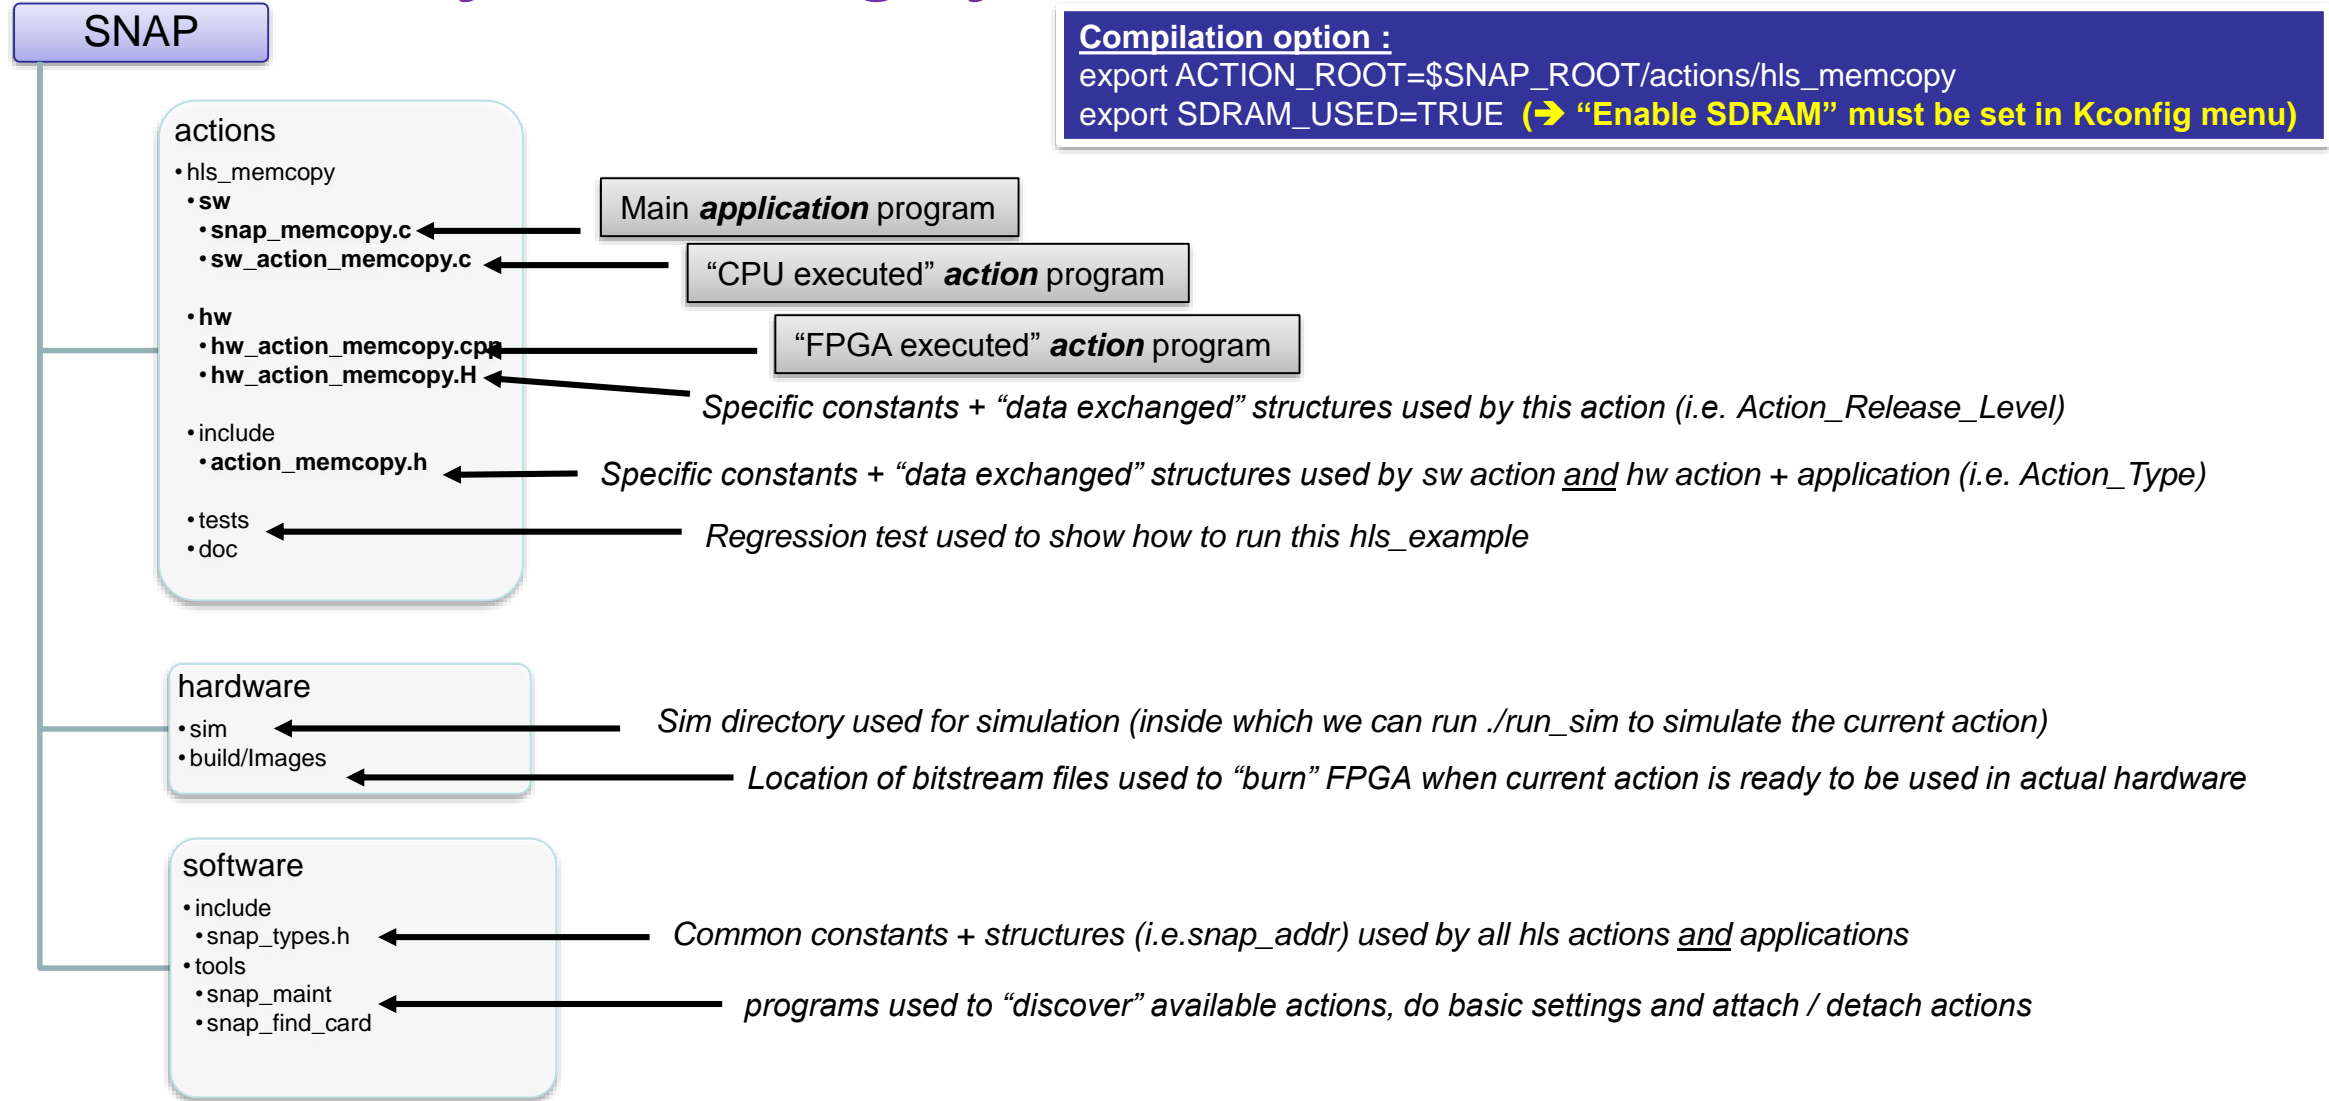 SNAP
Compilation option :
export ACTION_ROOT=$SNAP_ROOT/actions/hls_memcopy
export SDRAM_USED=TRUE (➔ “Enable SDRAM” must be set in Kconfig menu)
actions
•hls_memcopy
•sw
•snap_memcopy.c
•sw_action_memcopy.c
•hw
•hw_action_memcopy.cpp
•hw_action_memcopy.H
•include
•action_memcopy.h
•tests
•doc
Main application program
“CPU executed” action program
“FPGA executed” action program
Specific constants + “data exchanged” structures used by this action (i.e. Action_Release_Level)
Specific constants + “data exchanged” structures used by sw action and hw action + application (i.e. Action_Type)
Regression test used to show how to run this hls_example
hardware
•sim
•build/Images
Sim directory used for simulation (inside which we can run ./run_sim to simulate the current action)
Location of bitstream files used to “burn” FPGA when current action is ready to be used in actual hardware
software
•include
•snap_types.h
•tools
•snap_maint
•snap_find_card
Common constants + structures (i.e.snap_addr) used by all hls actions and applications
programs used to “discover” available actions, do basic settings and attach / detach actions